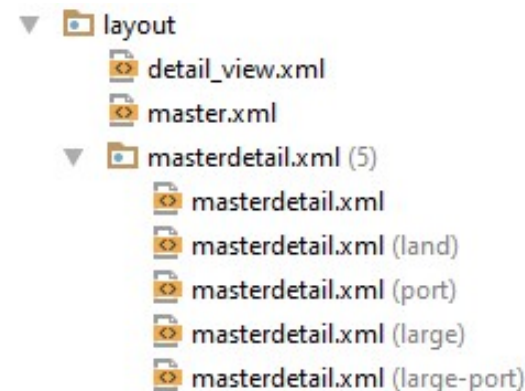 layout
detail_view.xml
master.xml
masterdetail.xml (5)
masterdetail.xml
masterdetail.xml (land)
masterdetail.xml (port)
masterdetail.xml (large)
masterdetail.xml (large-port)